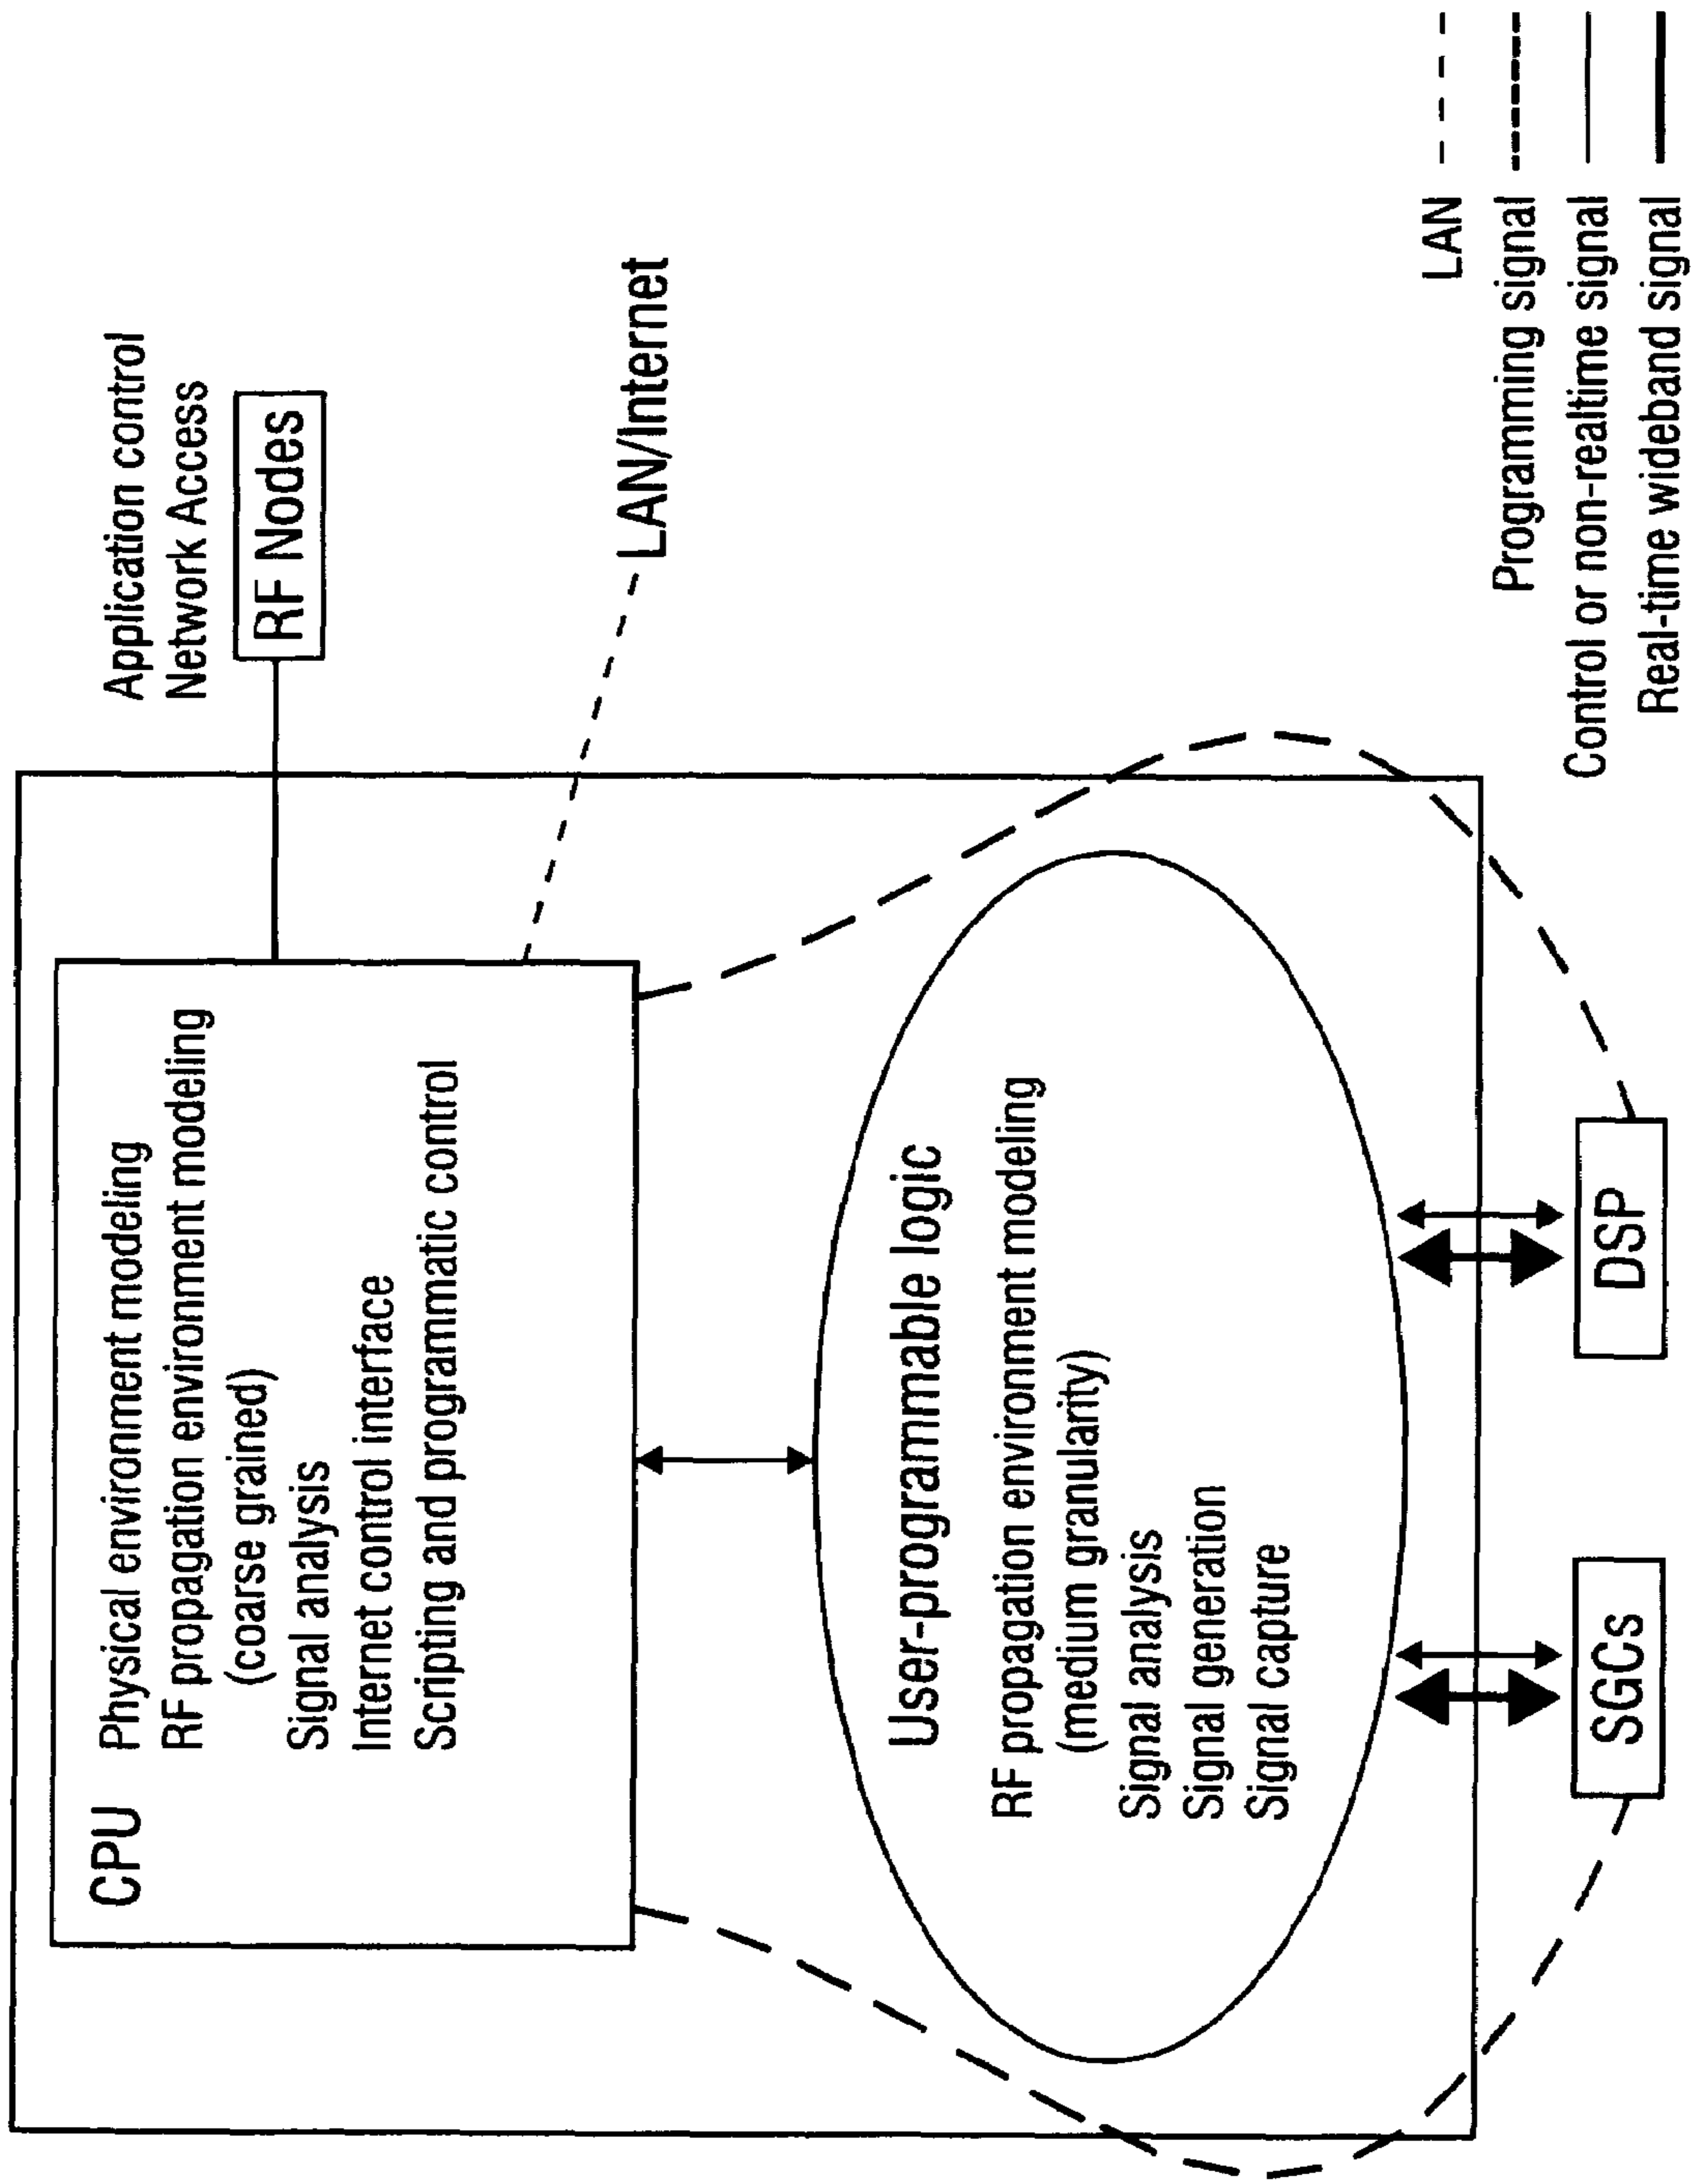 CPU
Physical environment modeling
RF propagation environment modeling
(coarse grained)
Signal analysis
Internet control interface
Scripting and programmatic control
Application control
Network Access
RF Nodes
LAN/Internet
User-programmable logic
RF propagation environment modeling
(medium granularity)
Signal analysis
Signal generation
Signal capture
SGCs
DSP
LAN
Programming signal
Control or non-realtime signal
Real-time wideband signal